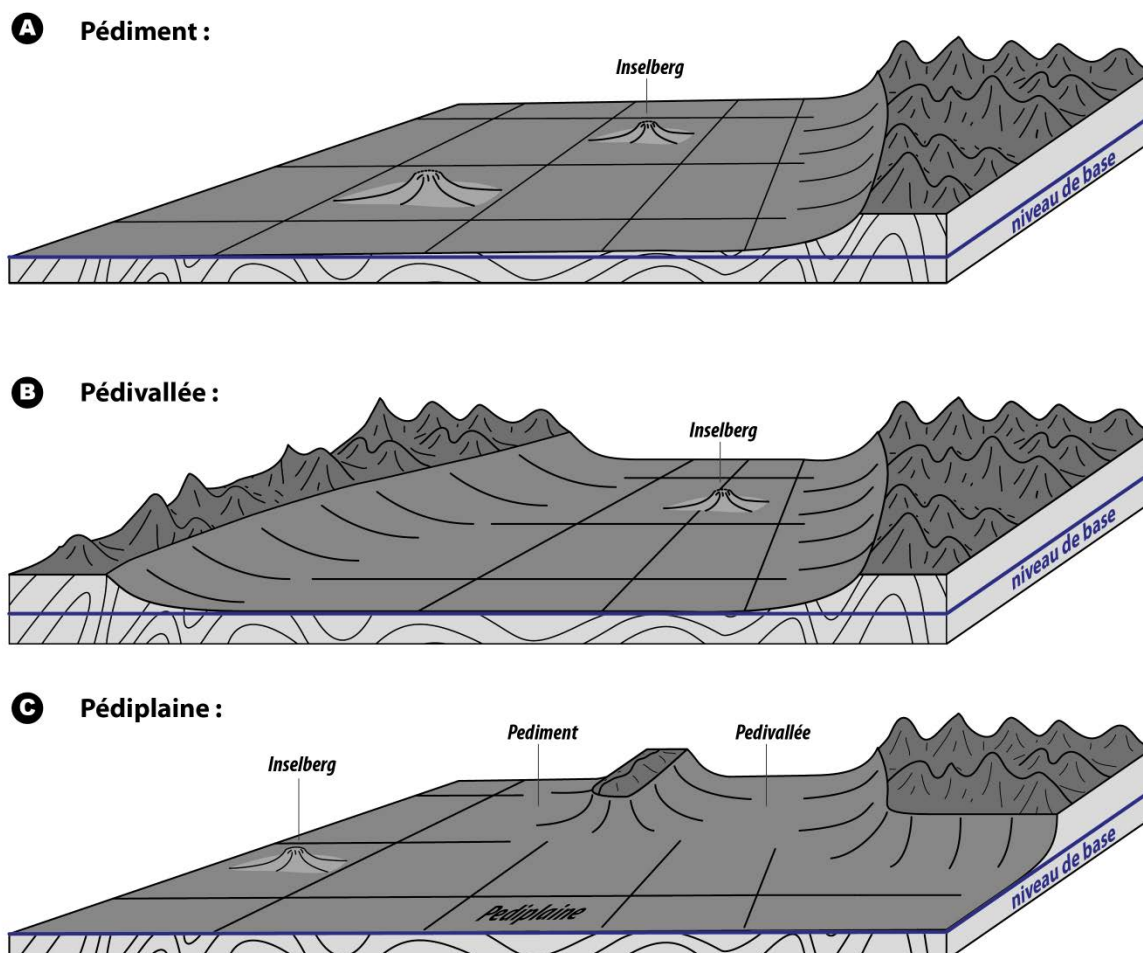 A Pédiment :
Inselberg
niveau de base
B Pédivallée :
Inselberg
niveau de base
C Pédiplaine :
Pediment
Pedivallée
Inselberg
niveau de base
Pediplaine